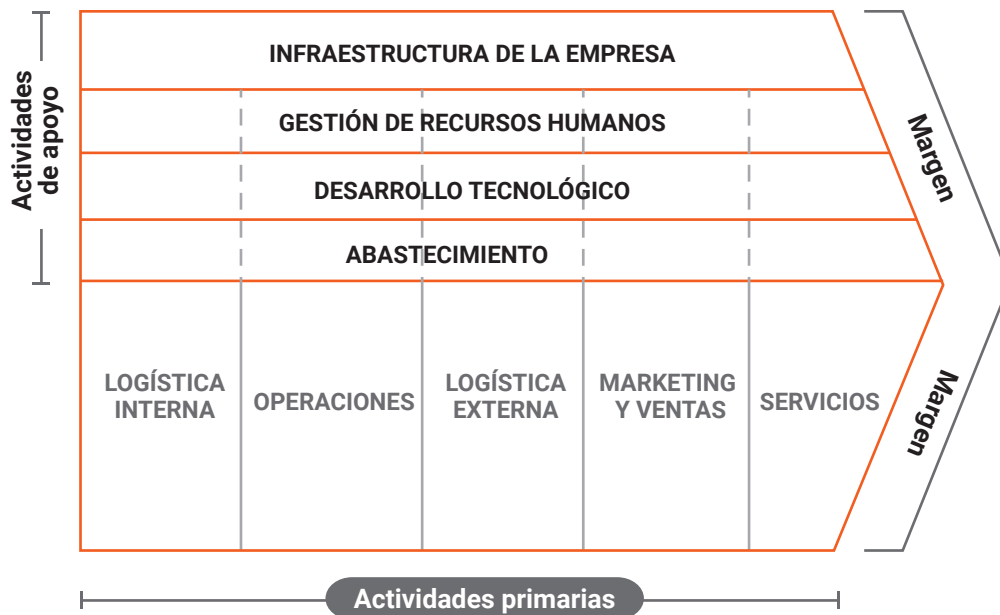 Actividades
de apoyo
INFRAESTRUCTURA DE LA EMPRESA
GESTIÓN DE RECURSOS HUMANOS
DESARROLLO TECNOLÓGICO
ABASTECIMIENTO
Margen
LOGÍSTICA
INTERNA
OPERACIONES
LOGÍSTICA
EXTERNA
MARKETING
Y VENTAS
SERVICIOS
Margen
Actividades primarias